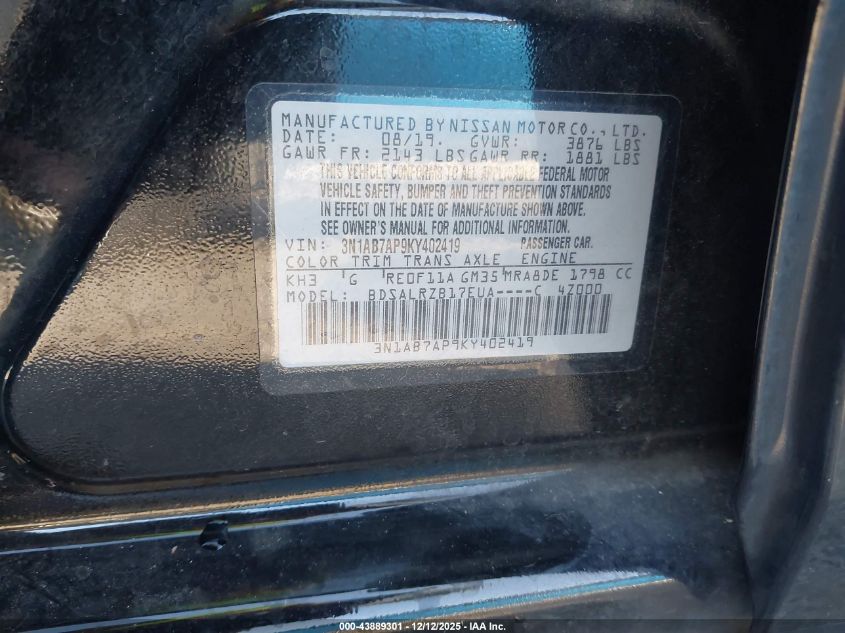 MANUFACTURED BY NISSAN MOTOR CO., LTD.
DATE: 08/19. GVWR: 3876 LBS
GAWR FR: 2143 LBS GAWR RR: 1881 LBS
THIS VEHICLE CONFORMS TO ALL APPLICABLE FEDERAL MOTOR
VEHICLE SAFETY, BUMPER AND THEFT PREVENTION STANDARDS
IN EFFECT ON THE DATE OF MANUFACTURE SHOWN ABOVE.
SEE OWNER'S MANUAL FOR ADDITIONAL INFORMATION.
VIN: 3N1AB7AP9KY402419 PASSENGER CAR.
COLOR TRIM TRANS AXLE ENGINE
KH3 G RE0F11A GM35 MRA8DE 1798 CC
MODEL: BDSALRZB17EUA----C 42000
3N1AB7AP9KY402419
000-43889301 - 12/12/2025 - IAA Inc.